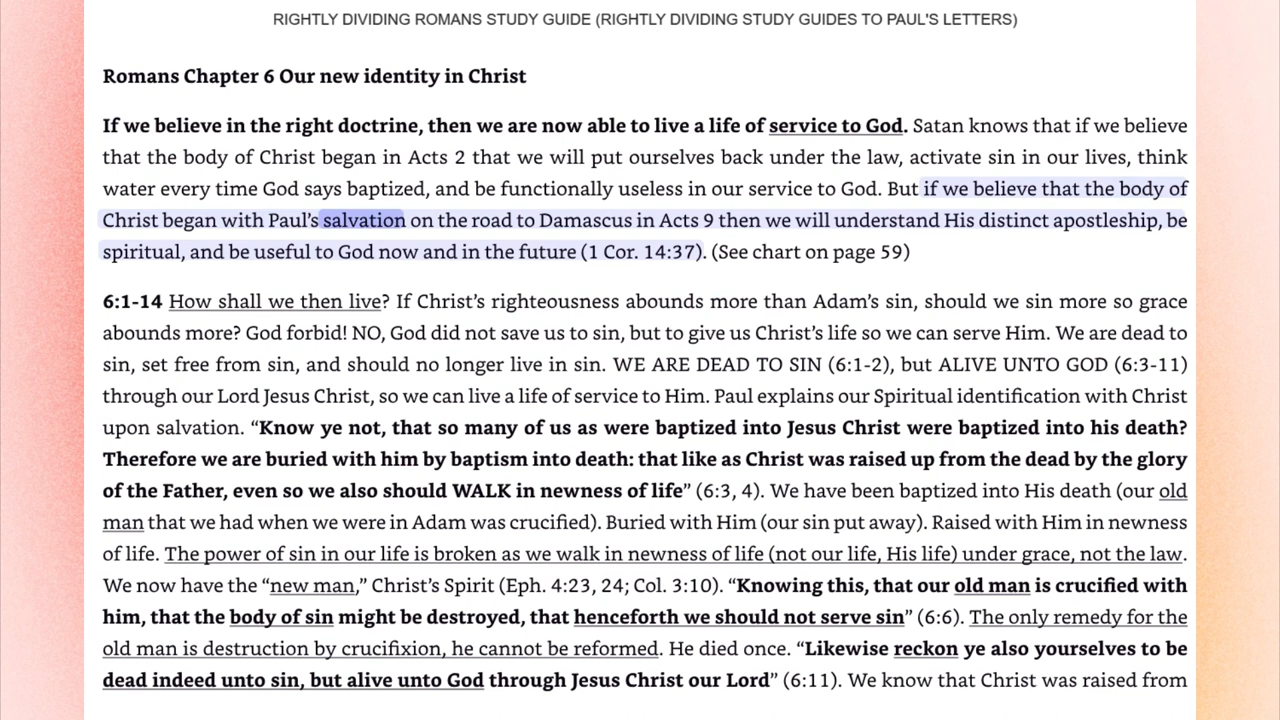 RIGHTLY DIVIDING ROMANS STUDY GUIDE (RIGHTLY DIVIDING STUDY GUIDES TO PAUL'S LETTERS)
Romans Chapter 6 Our new identity in Christ
If we believe in the right doctrine, then we are now able to live a life of service to God. Satan knows that if we believe
that the body of Christ began in Acts 2 that we will put ourselves back under the law, activate sin in our lives, think
water every time God says baptized, and be functionally useless in our service to God. But if we believe that the body of
Christ began with Paul’s salvation on the road to Damascus in Acts 9 then we will understand His distinct apostleship, be
spiritual, and be useful to God now and in the future (1 Cor. 14:37). (See chart on page 59)
6:1-14 How shall we then live? If Christ’s righteousness abounds more than Adam’s sin, should we sin more so grace
abounds more? God forbid! NO, God did not save us to sin, but to give us Christ’s life so we can serve Him. We are dead to
sin, set free from sin, and should no longer live in sin. WE ARE DEAD TO SIN (6:1-2), but ALIVE UNTO GOD (6:3-11)
through our Lord Jesus Christ, so we can live a life of service to Him. Paul explains our Spiritual identification with Christ
upon salvation. “Know ye not, that so many of us as were baptized into Jesus Christ were baptized into his death?
Therefore we are buried with him by baptism into death: that like as Christ was raised up from the dead by the glory
of the Father, even so we also should WALK in newness of life” (6:3, 4). We have been baptized into His death (our old
man that we had when we were in Adam was crucified). Buried with Him (our sin put away). Raised with Him in newness
of life. The power of sin in our life is broken as we walk in newness of life (not our life, His life) under grace, not the law.
We now have the “new man,” Christ’s Spirit (Eph. 4:23, 24; Col. 3:10). “Knowing this, that our old man is crucified with
him, that the body of sin might be destroyed, that henceforth we should not serve sin” (6:6). The only remedy for the
old man is destruction by crucifixion, he cannot be reformed. He died once. “Likewise reckon ye also yourselves to be
dead indeed unto sin, but alive unto God through Jesus Christ our Lord” (6:11). We know that Christ was raised from